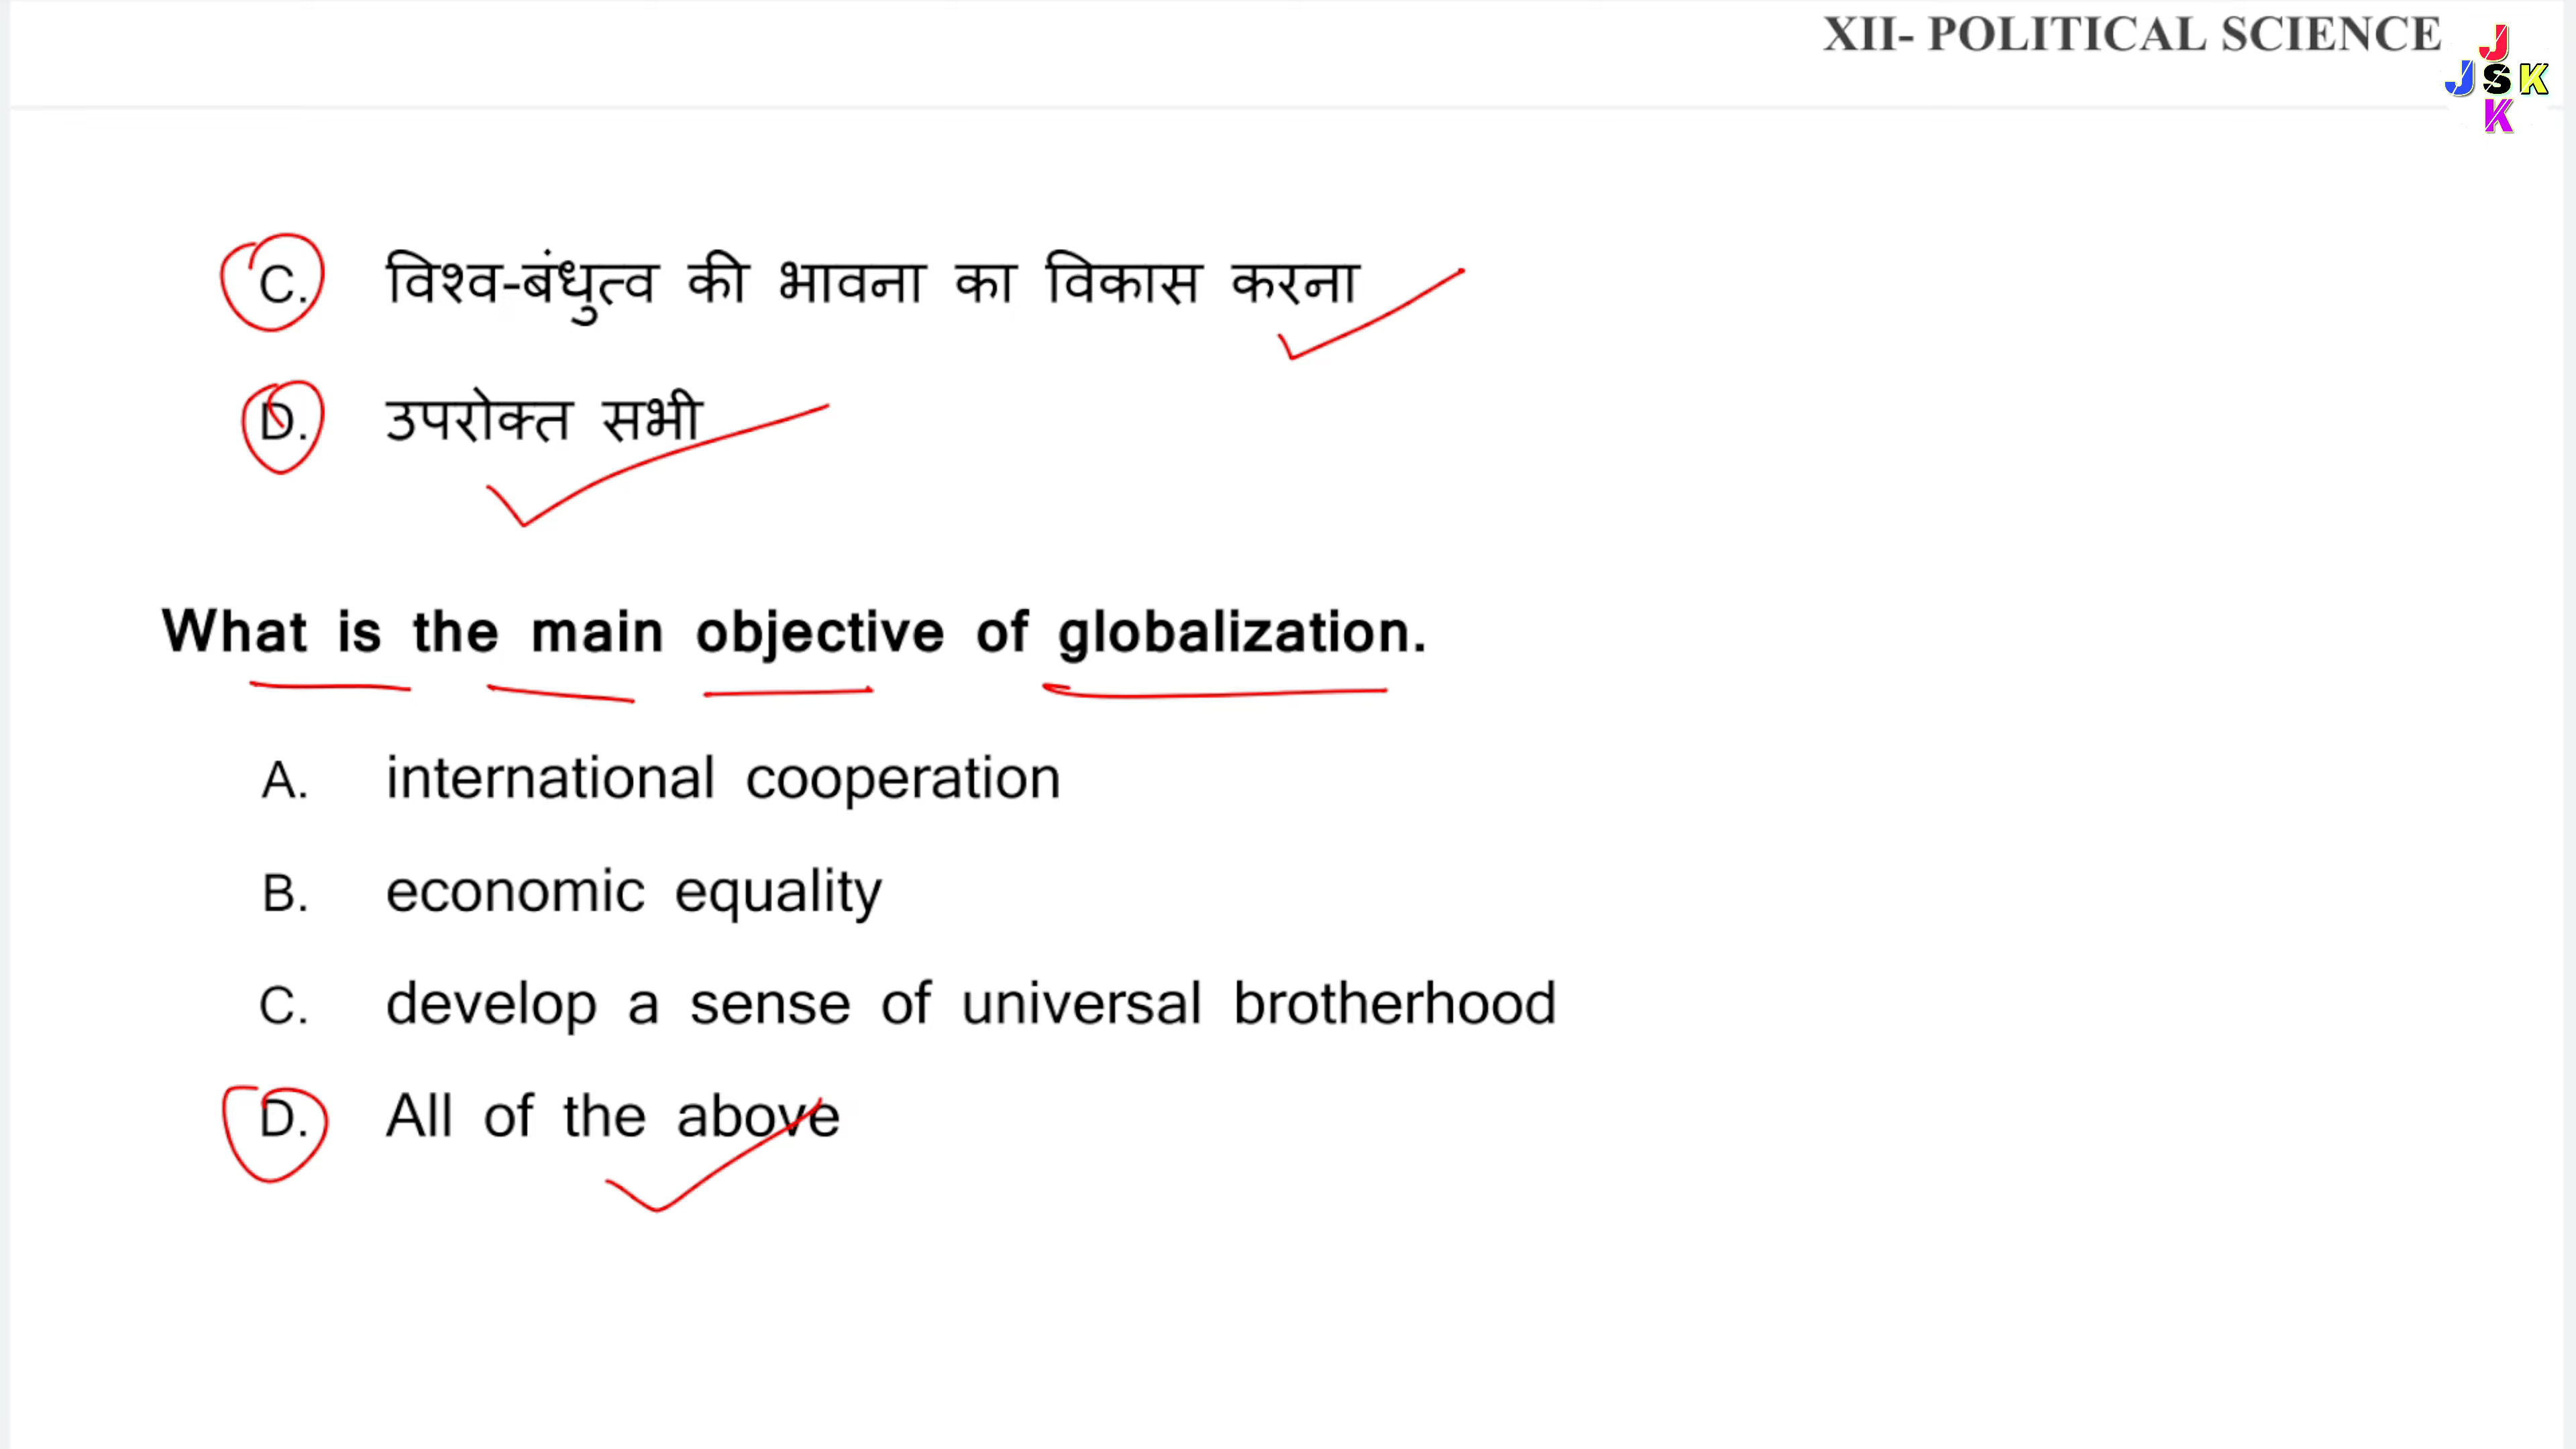 XII- POLITICAL SCIENCE
J
JSK
K
C. विश्व-बंधुत्व की भावना का विकास करना
D. उपरोक्त सभी
What is the main objective of globalization.
A. international cooperation
B. economic equality
C. develop a sense of universal brotherhood
D. All of the above